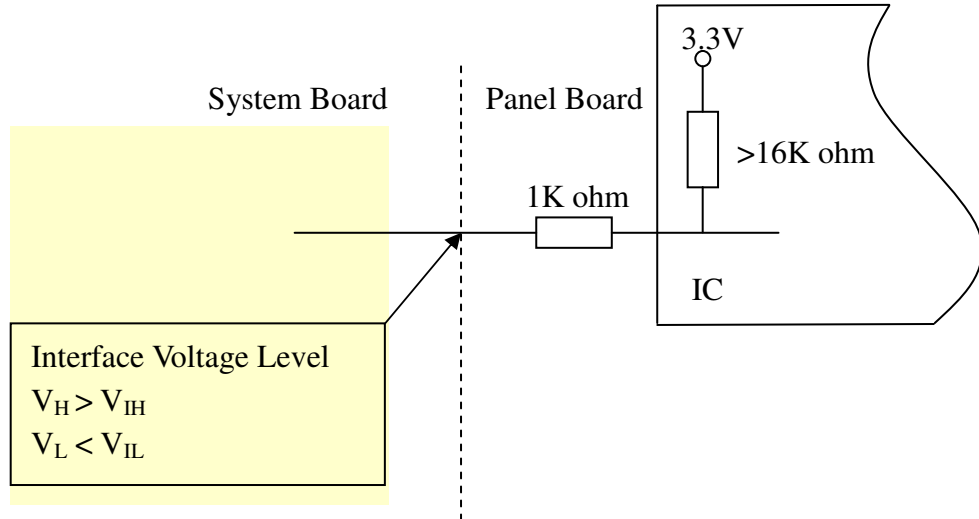 3.3V
System Board
Panel Board
>16K ohm
1K ohm
IC
Interface Voltage Level
VH > VIH
VL < VIL